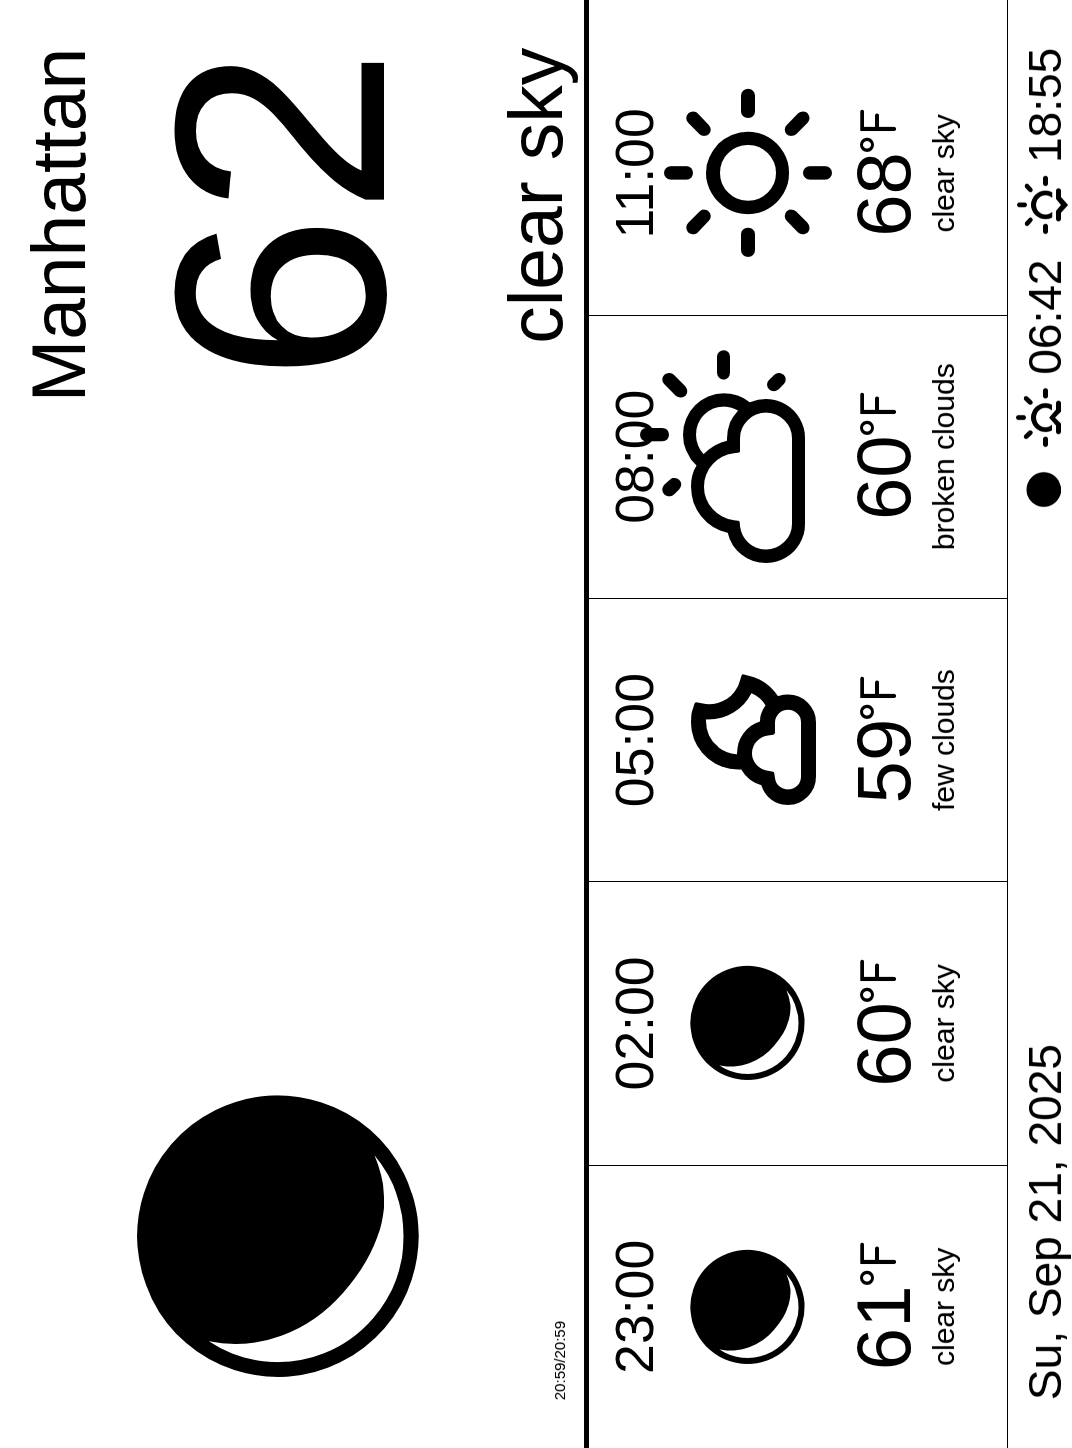 Manhattan
62
clear sky
20:59/20:59
23:00
61°F
clear sky
02:00
60°F
clear sky
05:00
59°F
few clouds
08:00
60°F
broken clouds
11:00
68°F
clear sky
Su, Sep 21, 2025
06:42
18:55